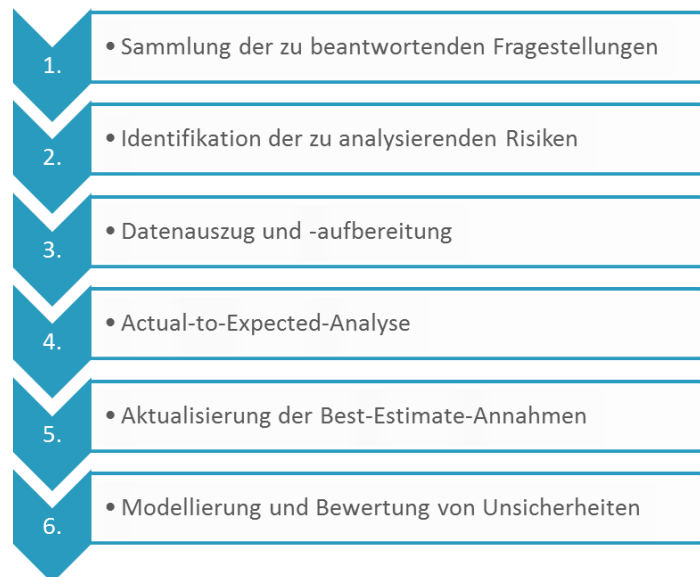 1.
• Sammlung der zu beantwortenden Fragestellungen
2.
• Identifikation der zu analysierenden Risiken
3.
• Datenauszug und -aufbereitung
4.
• Actual-to-Expected-Analyse
5.
• Aktualisierung der Best-Estimate-Annahmen
6.
• Modellierung und Bewertung von Unsicherheiten